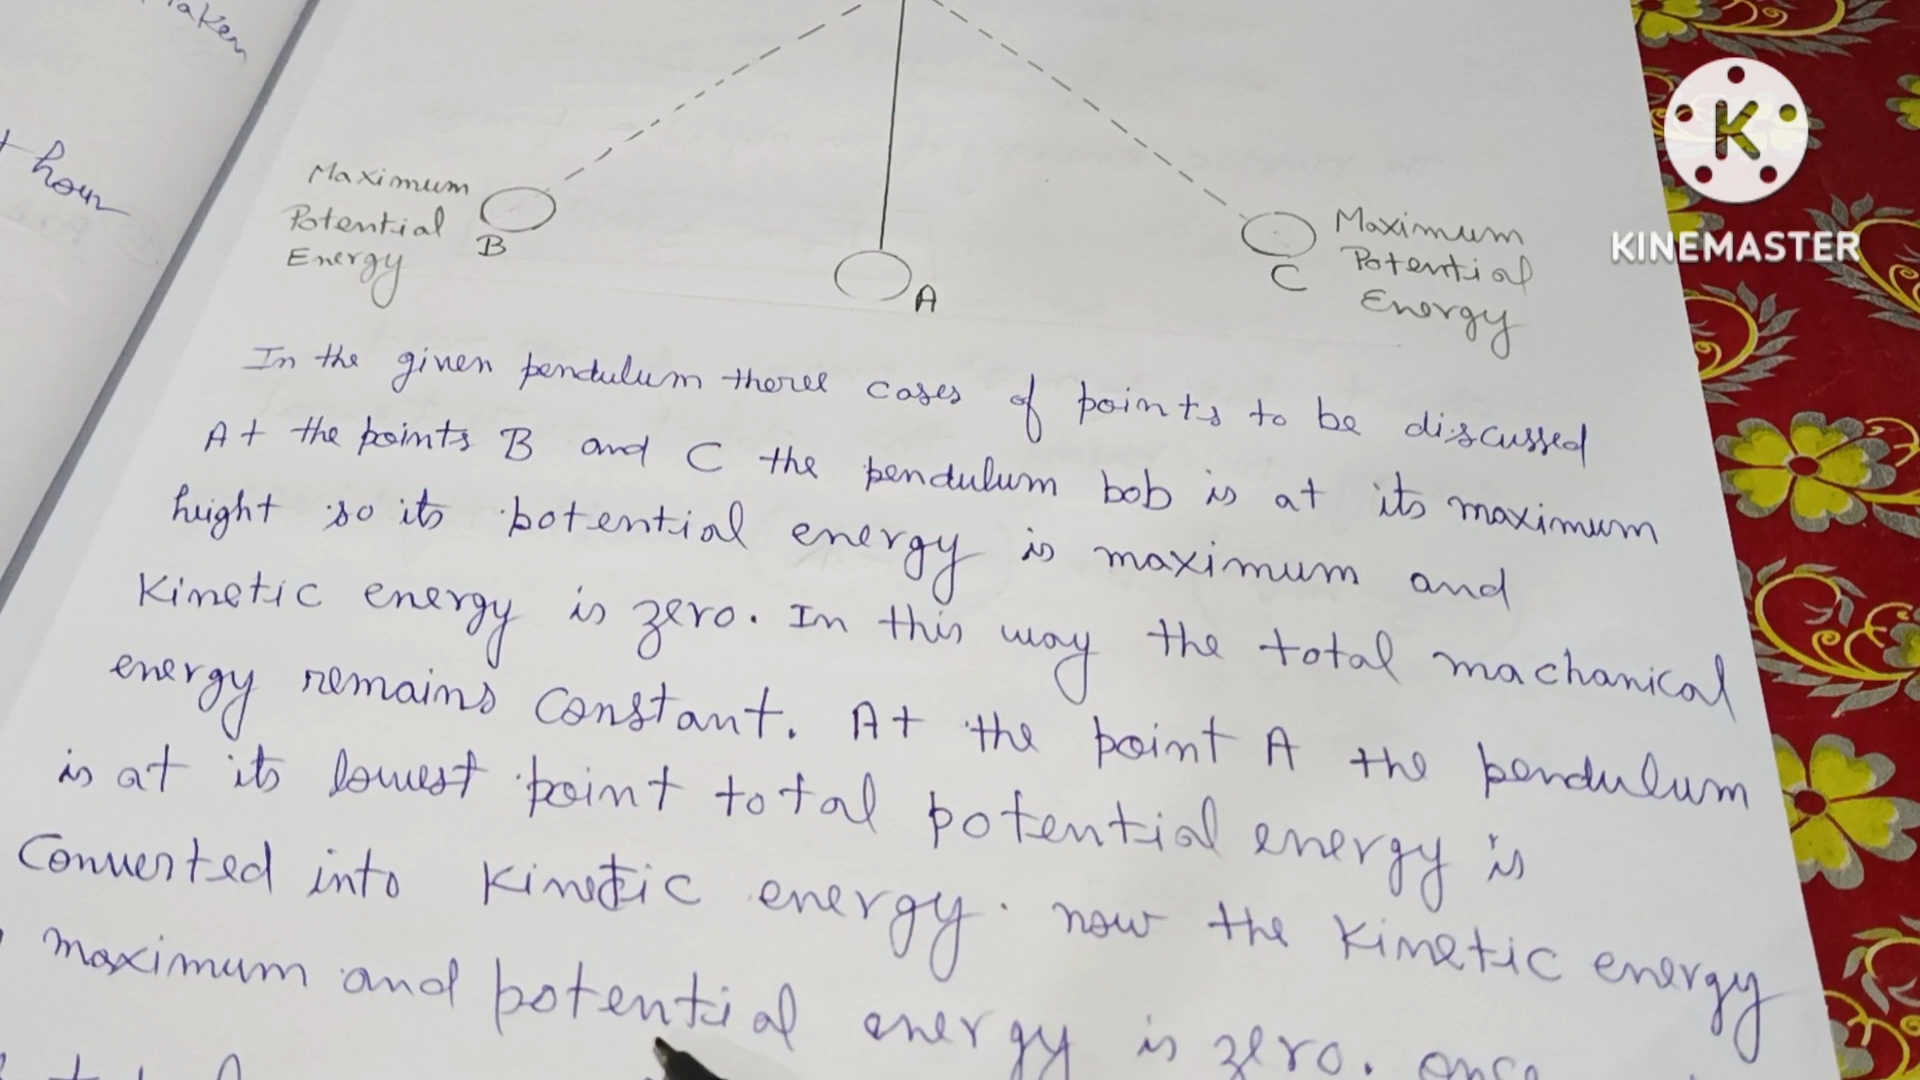 taken
hour
Maximum
Potential
Energy
B
A
C
Maximum
Potential
Energy
K
KINEMASTER
In the given pendulum theree cases of points to be discussed
At the points B and C the pendulum bob is at its maximum
height so its potential energy is maximum and
Kinetic energy is zero. In this way the total machanical
energy remains constant. At the point A the pendulum
is at its lowest point total potential energy is
Converted into Kinetic energy. now the Kinetic energy
maximum and potential energy is zero. once